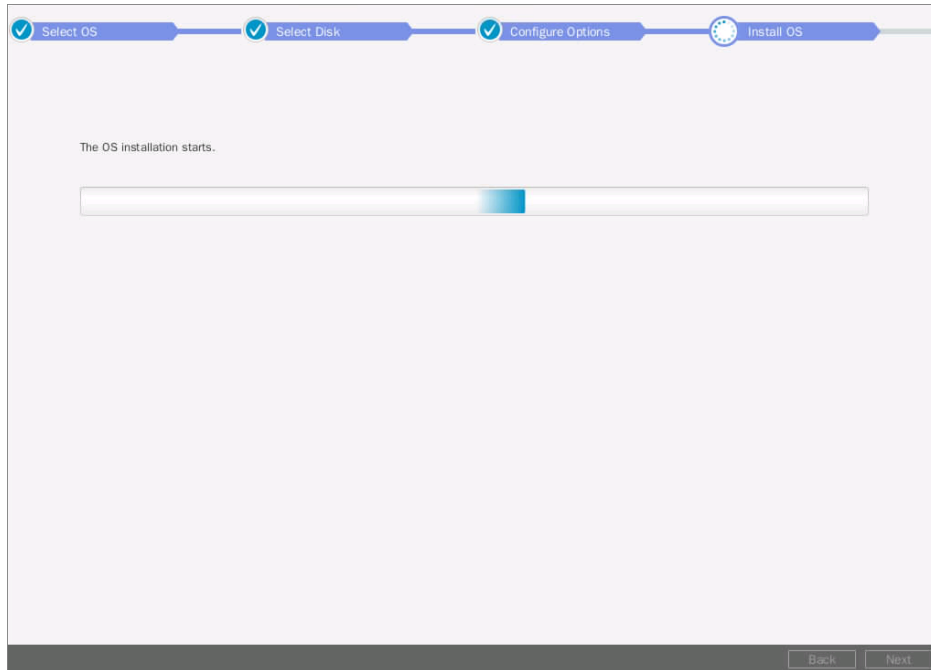 Select OS
Select Disk
Configure Options
Install OS
The OS installation starts.
Back
Next